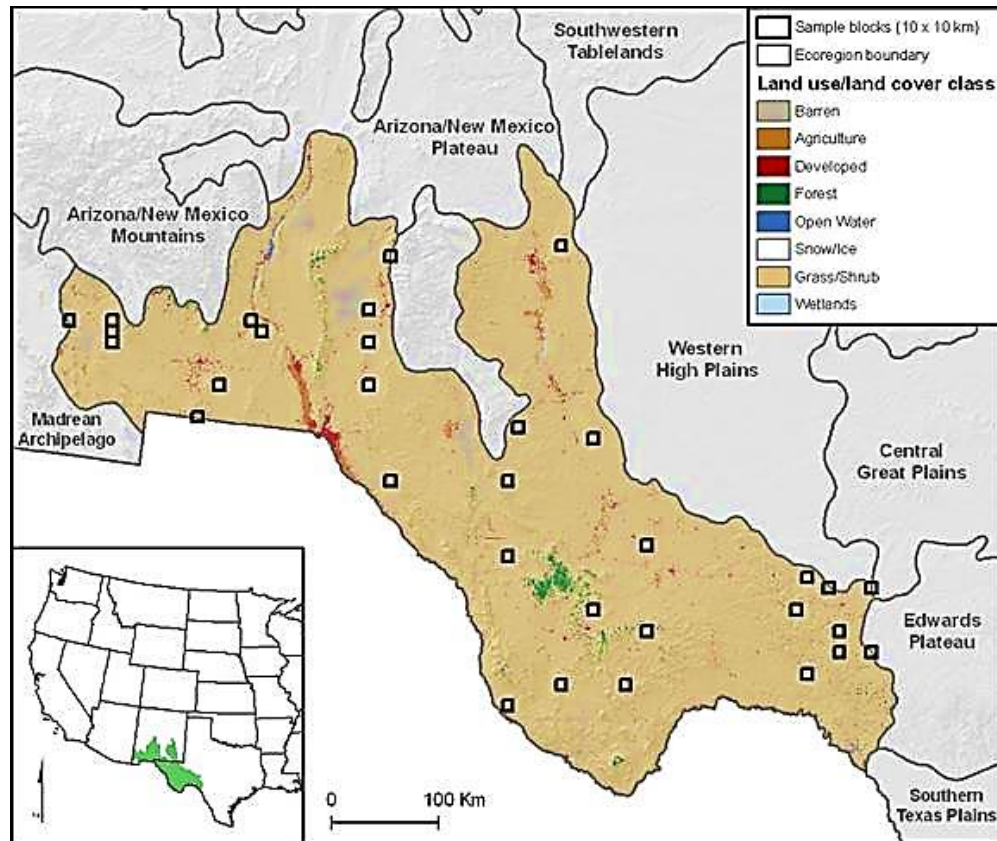 Southwestern
Tablelands
Arizona/New Mexico
Plateau
Arizona/New Mexico
Mountains
Western
High Plains
Madrean
Archipelago
Central
Great Plains
Edwards
Plateau
Southern
Texas Plains
Sample blocks (10 x 10 km)
Ecoregion boundary
Land use/land cover class
Barren
Agriculture
Developed
Forest
Open Water
Snow/Ice
Grass/Shrub
Wetlands
0 100 Km